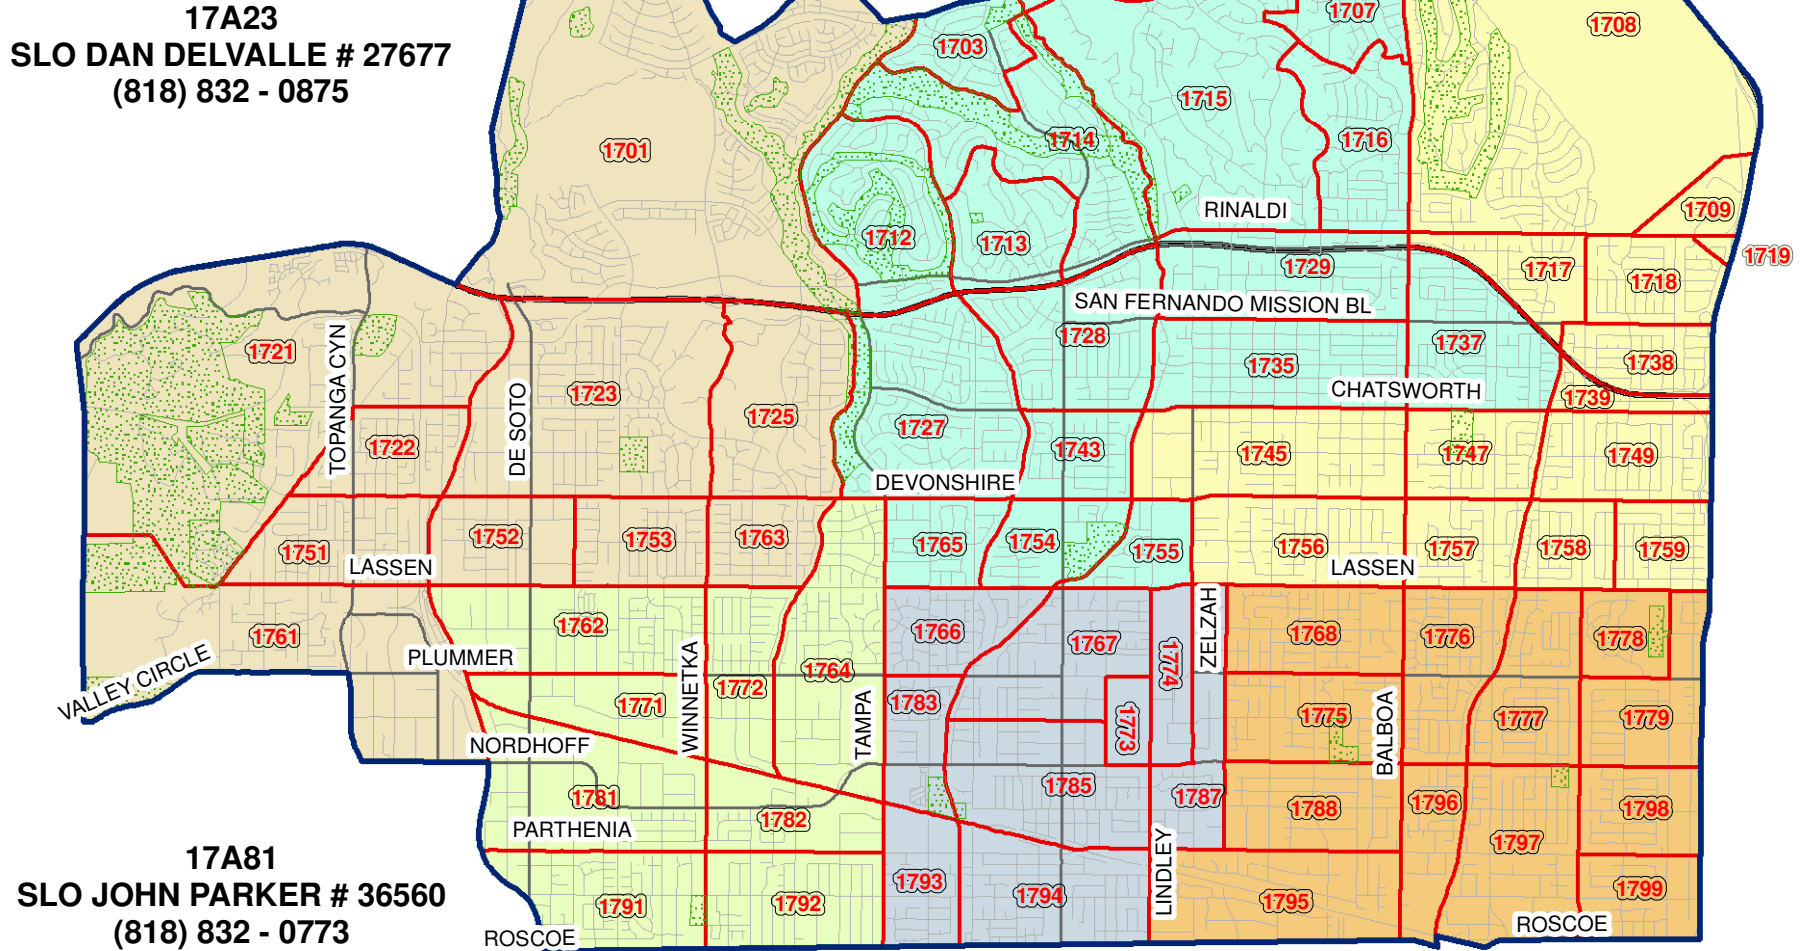 17A23
SLO DAN DELVALLE # 27677
(818) 832 - 0875
1707
1708
1703
1715
1716
1714
1701
RINALDI
1709
1712
1713
1729
1717
1718
1719
SAN FERNANDO MISSION BL
1728
1737
1738
1721
TOPANGA CYN
1735
CHATSWORTH
1739
1723
1725
DE SOTO
1727
1722
1743
1745
1747
1749
DEVONSHIRE
1751
1752
1753
1763
1765
1754
1755
1756
1757
1758
1759
LASSEN
LASSEN
1761
1762
1766
1767
1774
ZELZAH
1768
1776
1778
PLUMMER
VALLEY CIRCLE
WINNETKA
1764
1772
1771
TAMPA
1783
1773
1775
BALBOA
1777
1779
NORDHOFF
1781
1782
1785
1787
1788
1796
1798
PARTHENIA
1797
17A81
SLO JOHN PARKER # 36560
(818) 832 - 0773
1791
1792
1793
1794
LINDLEY
1795
1799
ROSCOE
ROSCOE